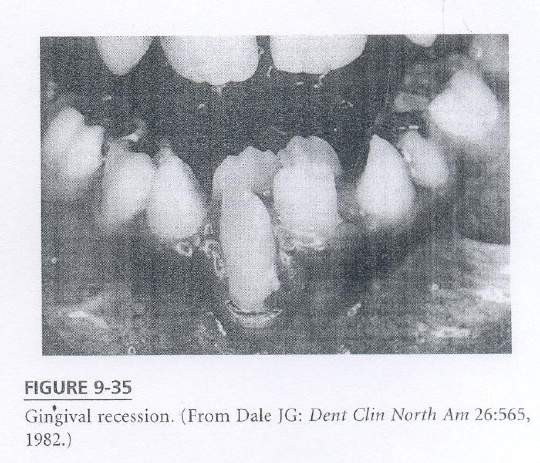 FIGURE 9-35
Gingival recession. (From Dale JG: Dent Clin North Am 26:565,
1982.)